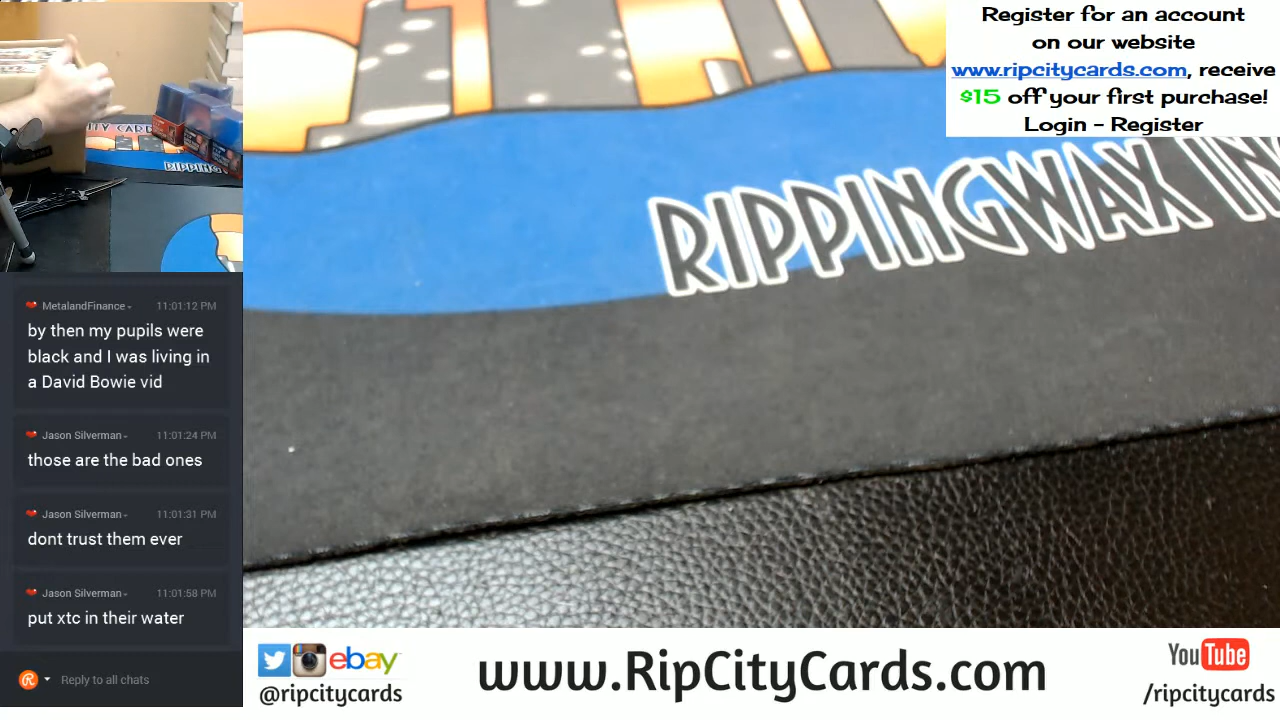 Register for an account
on our website
www.ripcitycards.com, receive
$15 off your first purchase!
Login - Register
CITY CARD
RIPPING
RIPPINGWAX IN
MetalandFinance 11:01:12 PM
by then my pupils were
black and I was living in
a David Bowie vid
Jason Silverman 11:01:24 PM
those are the bad ones
Jason Silverman 11:01:31 PM
dont trust them ever
Jason Silverman 11:01:58 PM
put xtc in their water
Reply to all chats
ebay
@ripcitycards
www.RipCityCards.com
YouTube
/ripcitycards